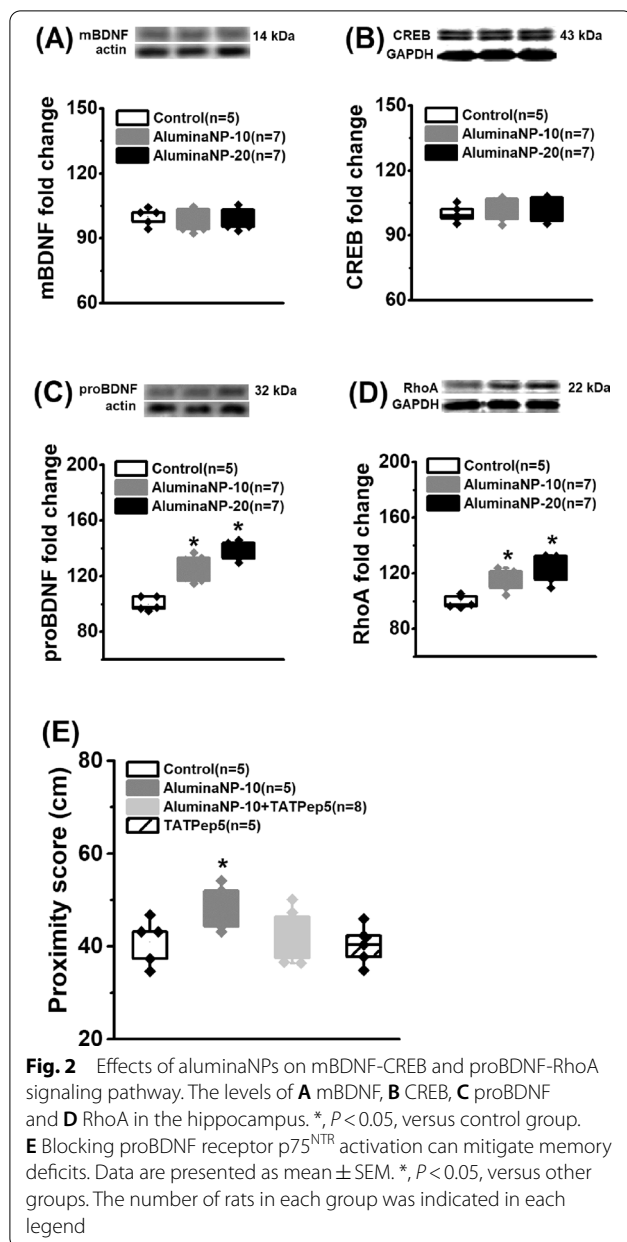 (A)
mBDNF
14 kDa
actin
mBDNF fold change
150
120
90
60
Control(n=5)
AluminaNP-10(n=7)
AluminaNP-20(n=7)
(B)
CREB
43 kDa
GAPDH
CREB fold change
150
120
90
60
Control(n=5)
AluminaNP-10(n=7)
AluminaNP-20(n=7)
(C)
proBDNF
32 kDa
actin
proBDNF fold change
200
160
120
80
Control(n=5)
AluminaNP-10(n=7)
AluminaNP-20(n=7)
*
*
(D)
RhoA
22 kDa
GAPDH
RhoA fold change
200
160
120
80
Control(n=5)
AluminaNP-10(n=7)
AluminaNP-20(n=7)
*
*
(E)
Proximity score (cm)
80
60
40
20
Control(n=5)
AluminaNP-10(n=5)
AluminaNP-10+TATPep5(n=8)
TATPep5(n=5)
*
Fig. 2 Effects of aluminaNPs on mBDNF-CREB and proBDNF-RhoA
signaling pathway. The levels of A mBDNF, B CREB, C proBDNF
and D RhoA in the hippocampus. *, P < 0.05, versus control group.
E Blocking proBDNF receptor p75NTR activation can mitigate memory
deficits. Data are presented as mean ± SEM. *, P < 0.05, versus other
groups. The number of rats in each group was indicated in each
legend